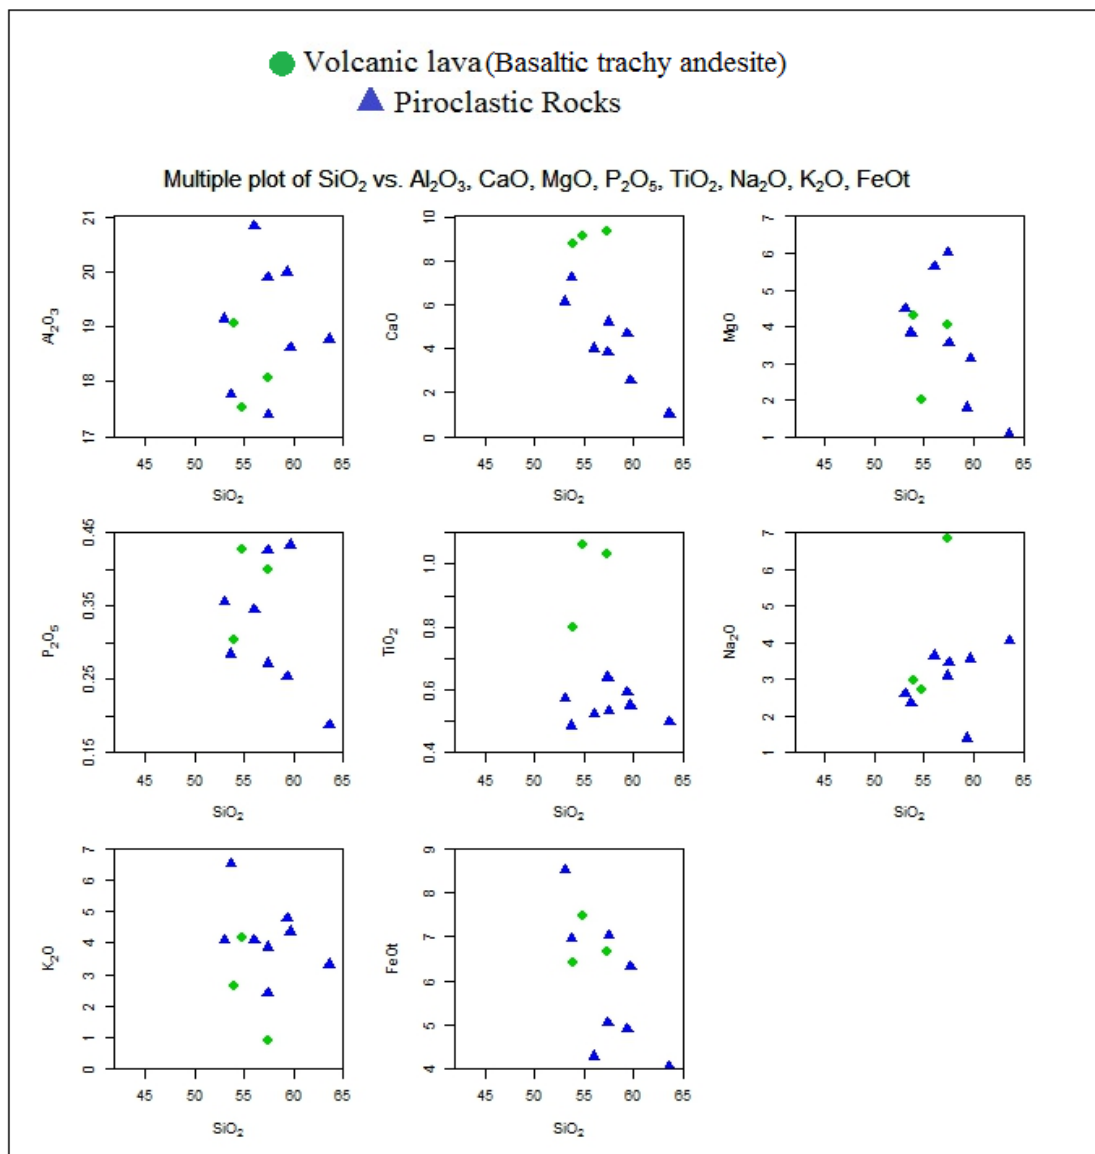 Volcanic lava (Basaltic trachy andesite)
Piroclastic Rocks
Multiple plot of SiO₂ vs. Al₂O₃, CaO, MgO, P₂O₅, TiO₂, Na₂O, K₂O, FeOt
Al₂O₃
21
20
19
18
17
45 50 55 60 65
SiO₂
CaO
10
8
6
4
2
0
45 50 55 60 65
SiO₂
MgO
7
6
5
4
3
2
1
45 50 55 60 65
SiO₂
P₂O₅
0.45
0.35
0.25
0.15
45 50 55 60 65
SiO₂
TiO₂
1.0
0.8
0.6
0.4
45 50 55 60 65
SiO₂
Na₂O
7
6
5
4
3
2
1
45 50 55 60 65
SiO₂
K₂O
7
6
5
4
3
2
1
0
45 50 55 60 65
SiO₂
FeOt
9
8
7
6
5
4
45 50 55 60 65
SiO₂